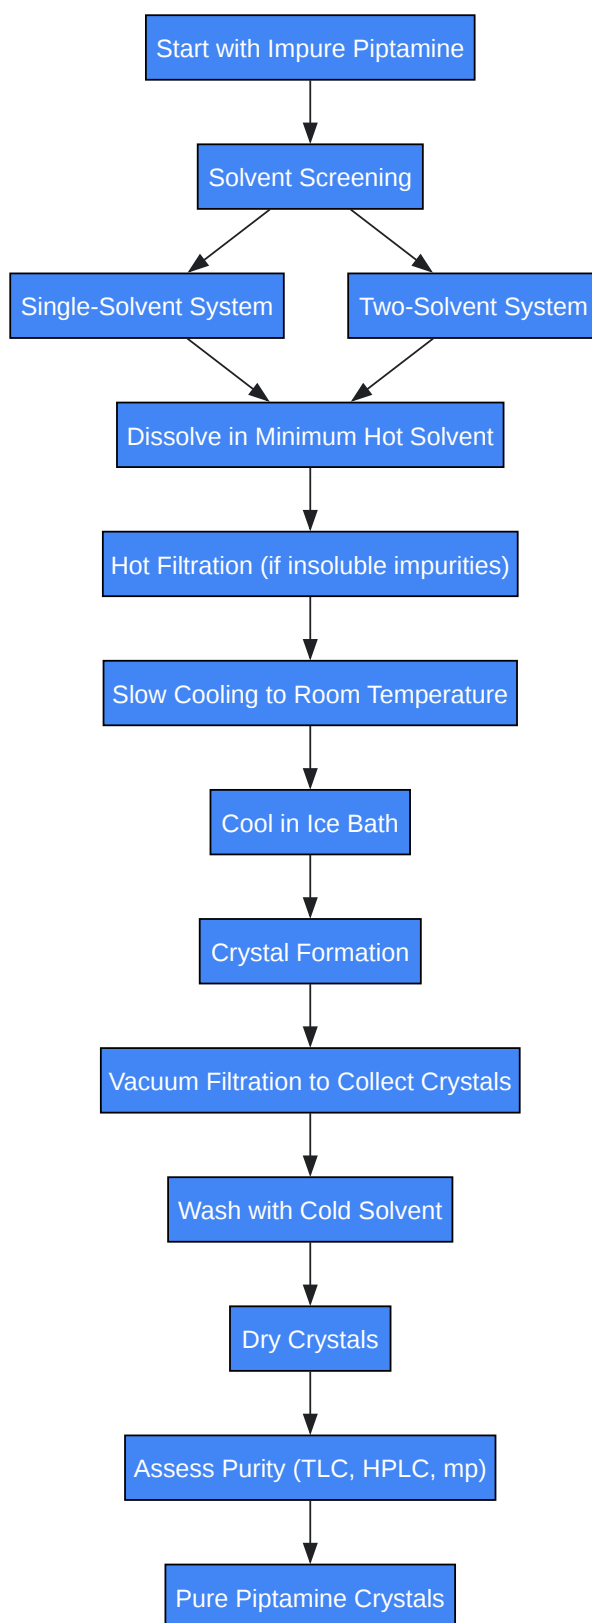 Start with Impure Piptamine
Solvent Screening
Single-Solvent System
Two-Solvent System
Dissolve in Minimum Hot Solvent
Hot Filtration (if insoluble impurities)
Slow Cooling to Room Temperature
Cool in Ice Bath
Crystal Formation
Vacuum Filtration to Collect Crystals
Wash with Cold Solvent
Dry Crystals
Assess Purity (TLC, HPLC, mp)
Pure Piptamine Crystals